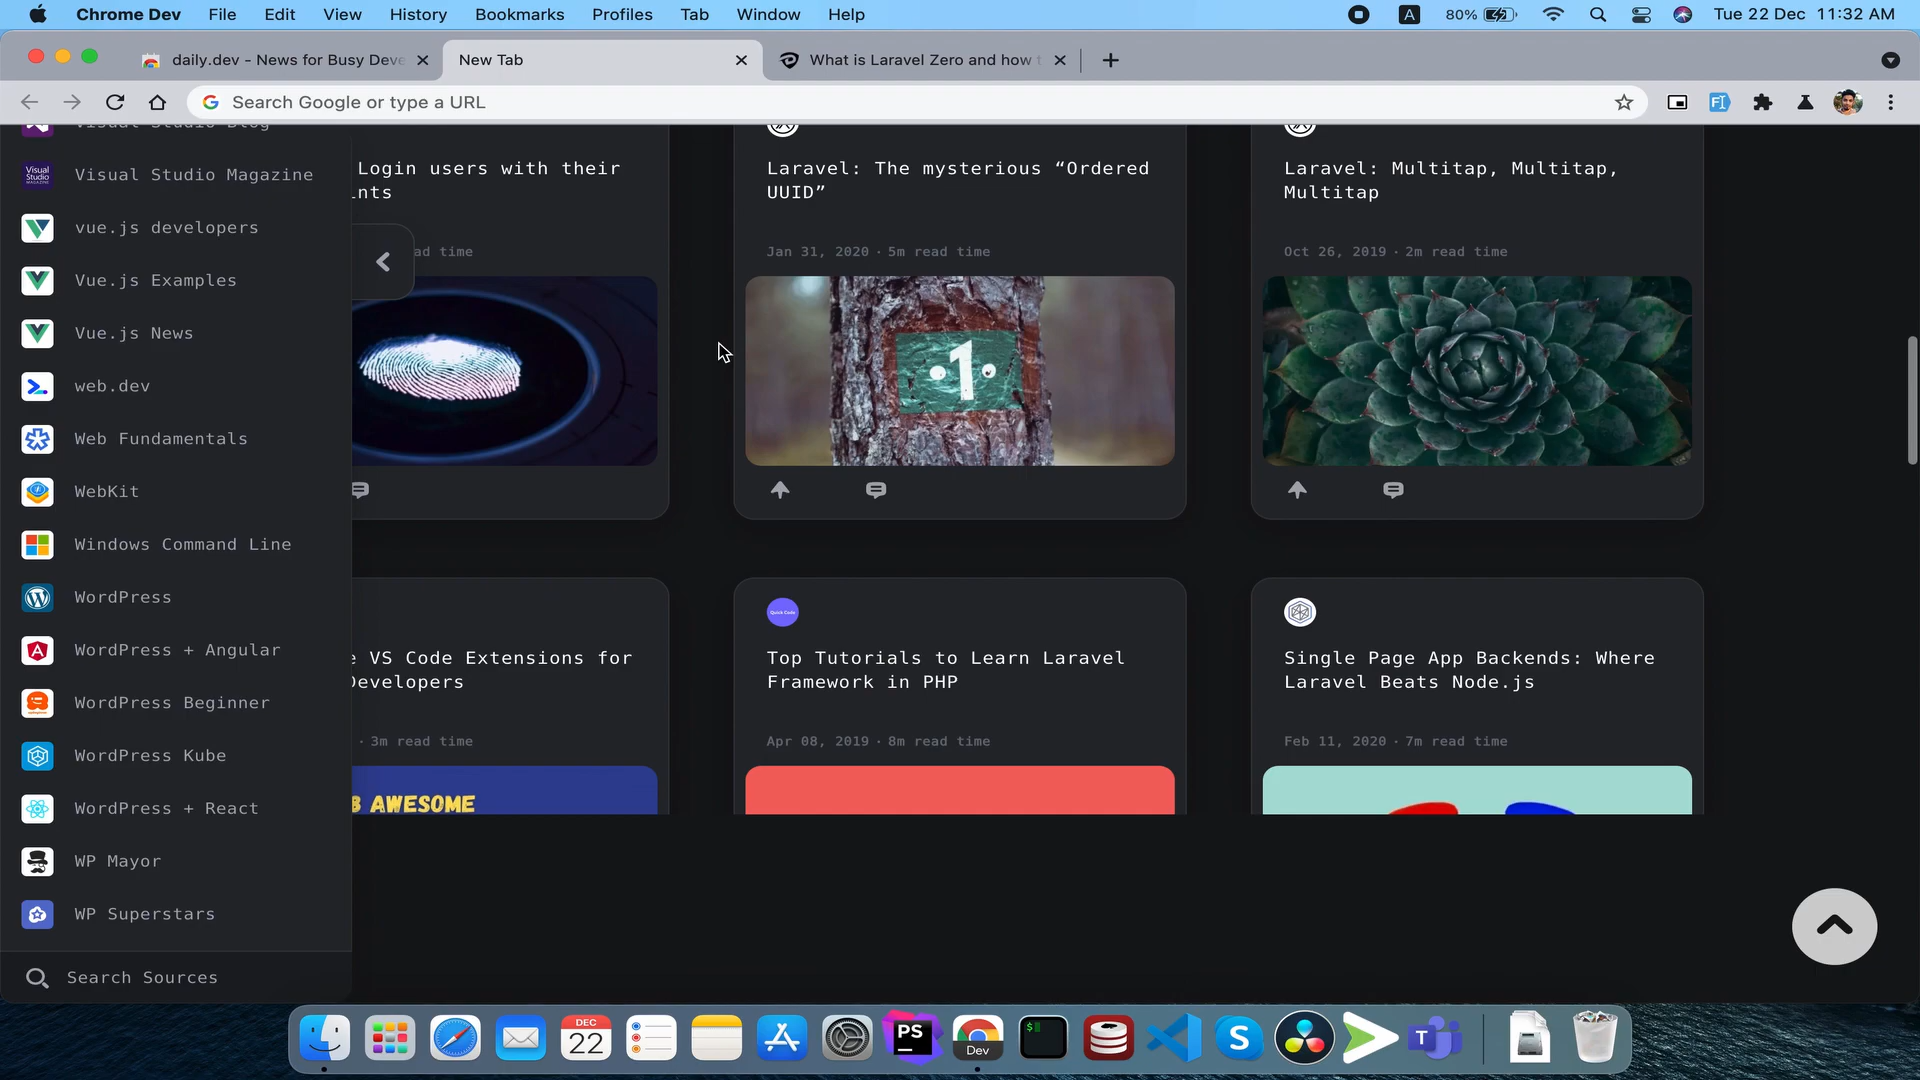 Chrome Dev File Edit View History Bookmarks Profiles Tab Window Help
A 80% Tue 22 Dec 11:32 AM
daily.dev - News for Busy Deve
New Tab
What is Laravel Zero and how t
Search Google or type a URL
Visual Studio Blog
Visual Studio Magazine
vue.js developers
Vue.js Examples
Vue.js News
web.dev
Web Fundamentals
WebKit
Windows Command Line
WordPress
WordPress + Angular
WordPress Beginner
WordPress Kube
WordPress + React
WP Mayor
WP Superstars
Search Sources
Login users with their
ints
ad time
Laravel: The mysterious “Ordered
UUID”
Jan 31, 2020 · 5m read time
1
Laravel: Multitap, Multitap,
Multitap
Oct 26, 2019 · 2m read time
e VS Code Extensions for
Developers
· 3m read time
AWESOME
Quick Code
Top Tutorials to Learn Laravel
Framework in PHP
Apr 08, 2019 · 8m read time
Single Page App Backends: Where
Laravel Beats Node.js
Feb 11, 2020 · 7m read time
DEC
22
PS
Dev
$
S
T